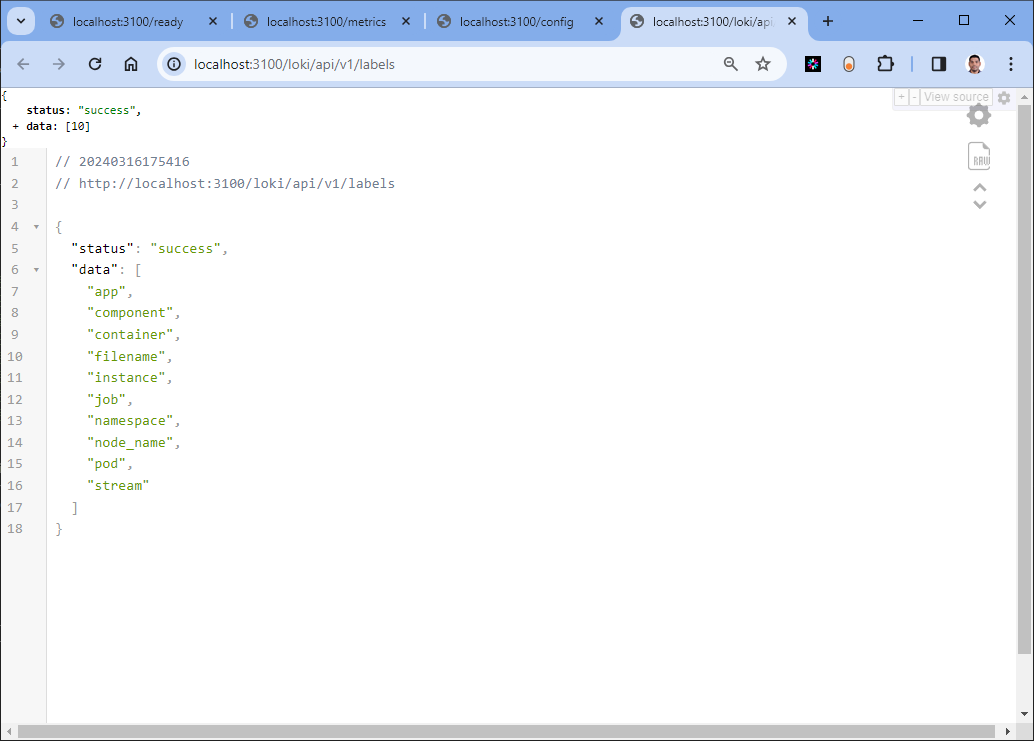 localhost:3100/ready
localhost:3100/metrics
localhost:3100/config
localhost:3100/loki/api
localhost:3100/loki/api/v1/labels
+ - View source
{
status: "success",
+ data: [10]
}
RAW
1 // 20240316175416
2 // http://localhost:3100/loki/api/v1/labels
3
4 {
5 "status": "success",
6 "data": [
7 "app",
8 "component",
9 "container",
10 "filename",
11 "instance",
12 "job",
13 "namespace",
14 "node_name",
15 "pod",
16 "stream"
17 ]
18 }